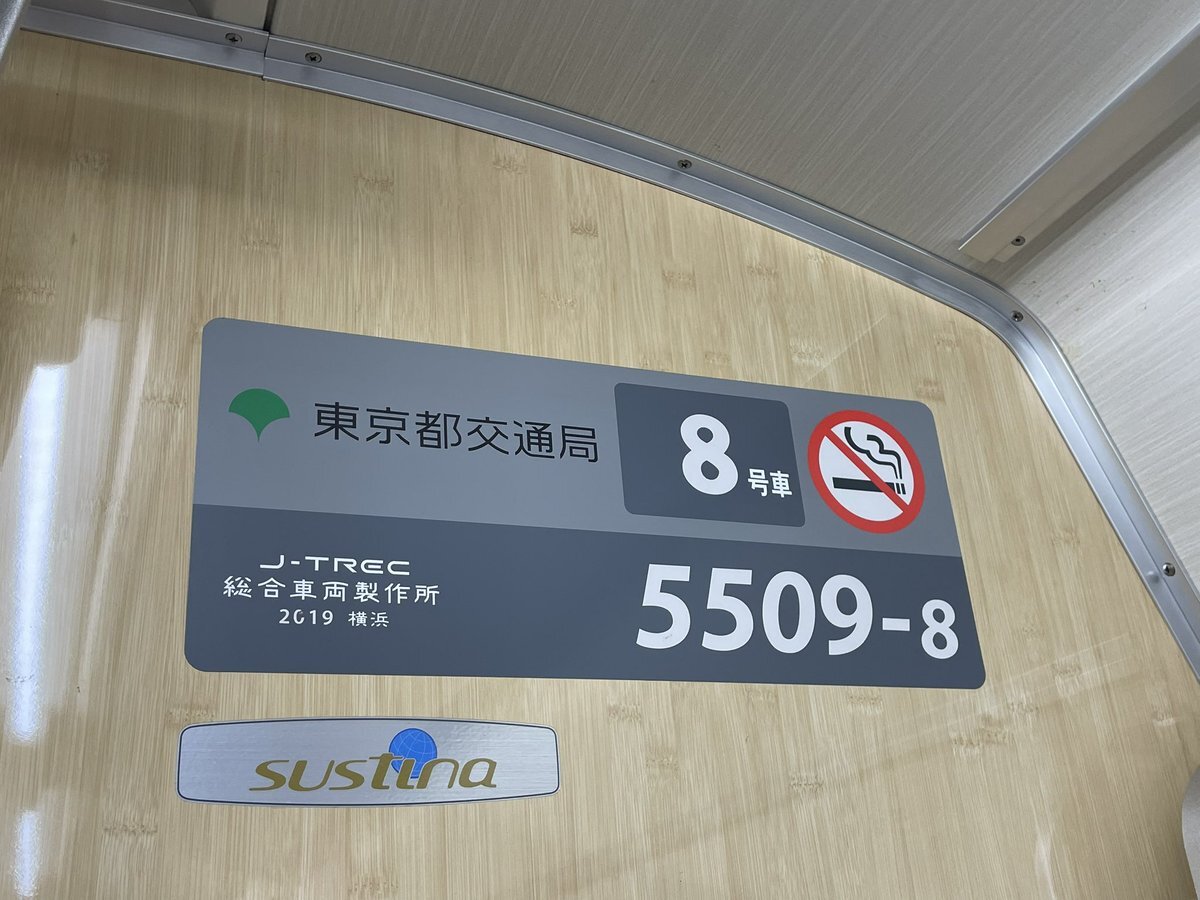 東京都交通局
8号車
J-TREC
総合車両製作所
2019 横浜
5509-8
sustina